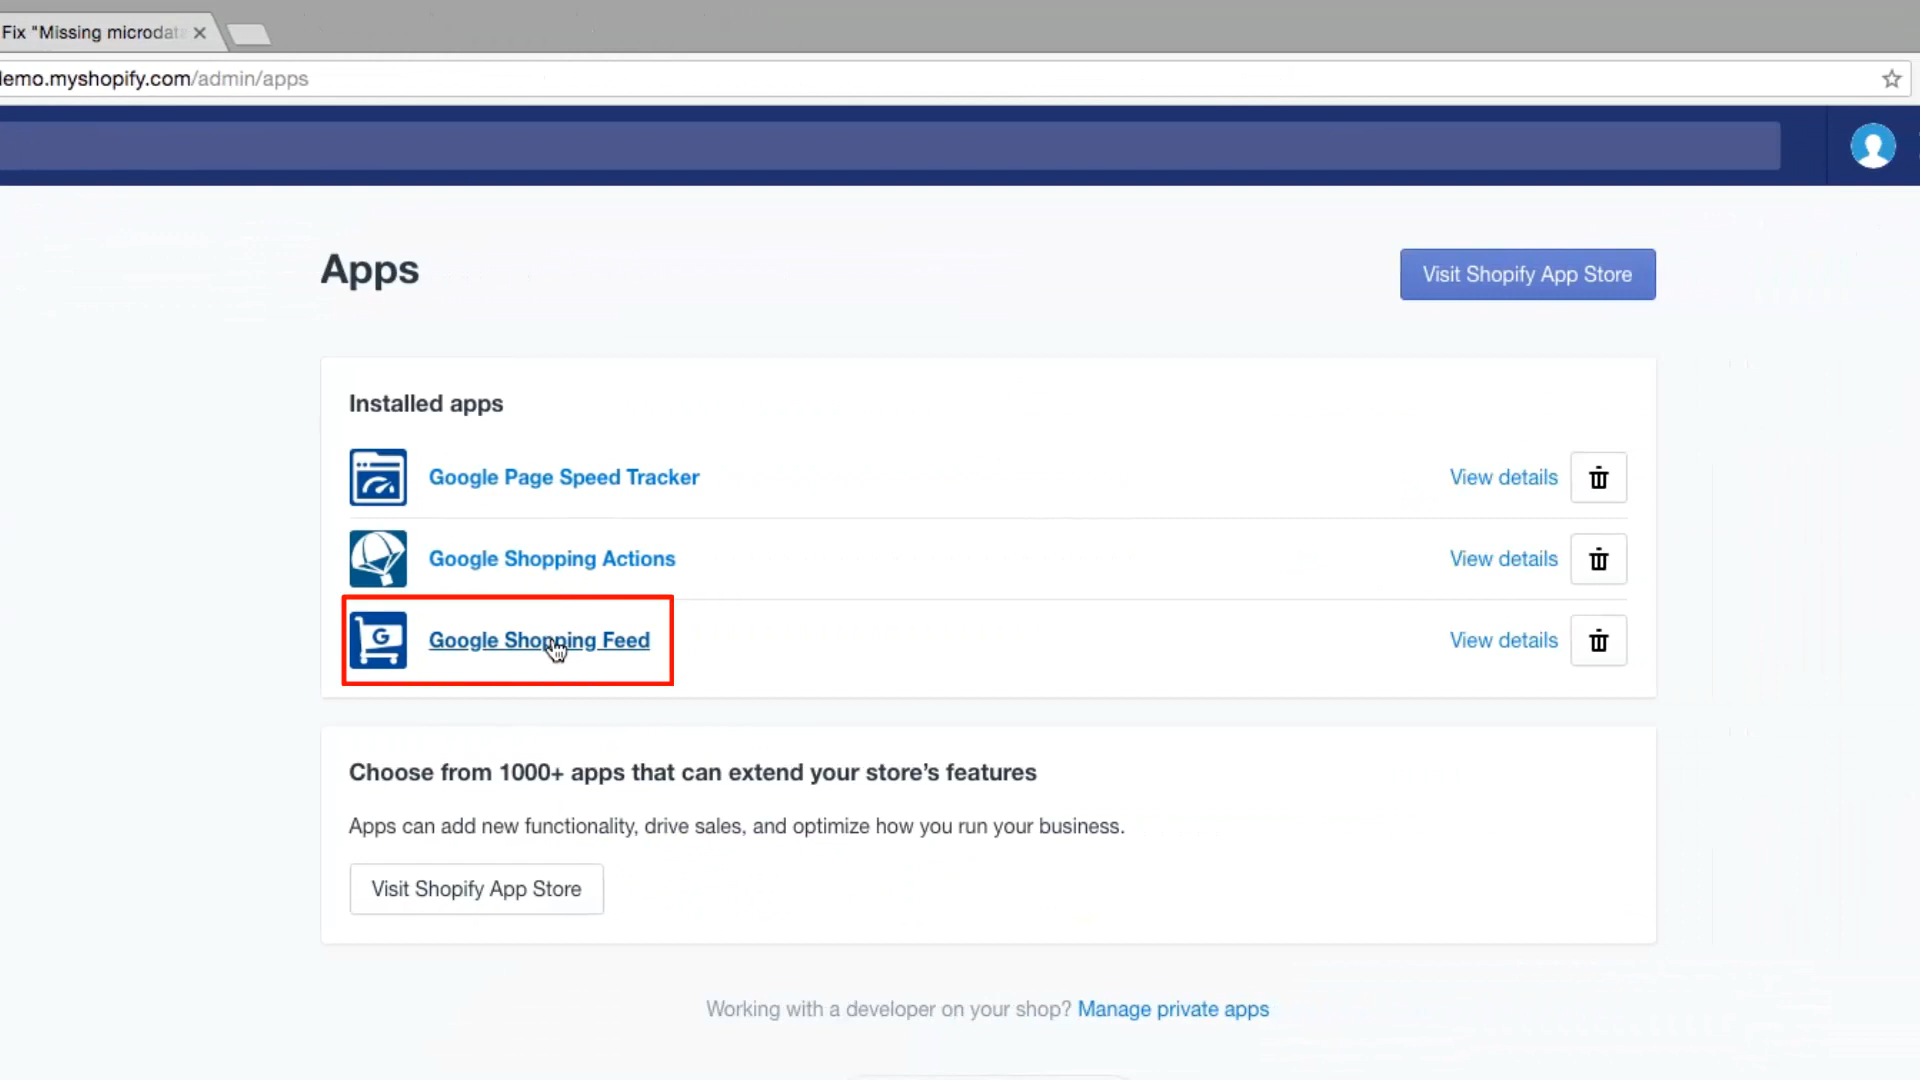 Fix "Missing microdat
demo.myshopify.com/admin/apps
Apps
Visit Shopify App Store
Installed apps
Google Page Speed Tracker
View details
Google Shopping Actions
View details
G
Google Shopping Feed
View details
Choose from 1000+ apps that can extend your store's features
Apps can add new functionality, drive sales, and optimize how you run your business.
Visit Shopify App Store
Working with a developer on your shop? Manage private apps